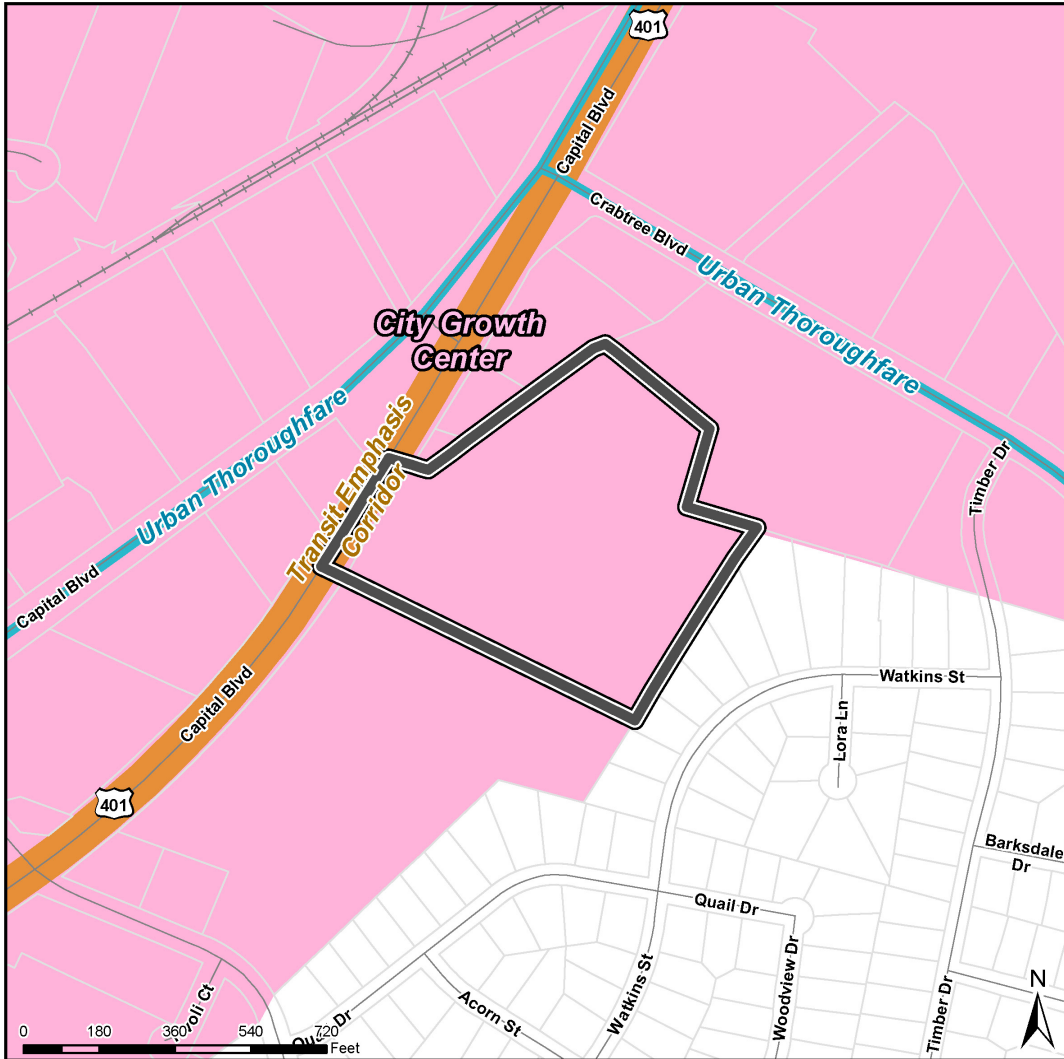 401
Capital Blvd
Crabtree Blvd
Urban Thoroughfare
City Growth
Center
Urban Thoroughfare
Transit Emphasis
Corridor
Timber Dr
Capital Blvd
Capital Blvd
401
Watkins St
Lora Ln
Barksdale
Dr
Quail Dr
Woodview Dr
Watkins St
Timber Dr
Acorn St
Dr
N
0 180 360 540 720
Feet